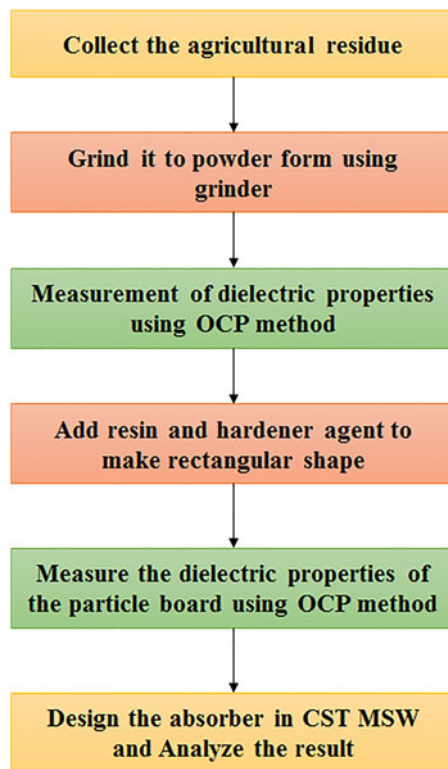 Collect the agricultural residue
Grind it to powder form using
grinder
Measurement of dielectric properties
using OCP method
Add resin and hardener agent to
make rectangular shape
Measure the dielectric properties of
the particle board using OCP method
Design the absorber in CST MSW
and Analyze the result